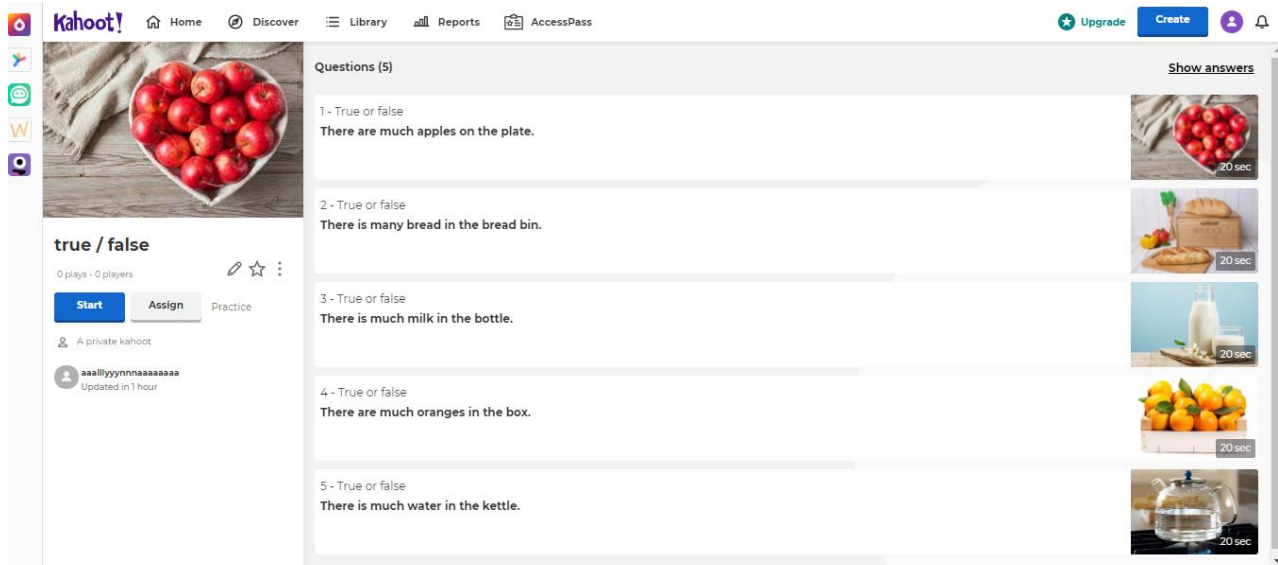 Kahoot!
Home
Discover
Library
Reports
AccessPass
Upgrade
Create
true / false
0 plays · 0 players
Start
Assign
Practice
A private kahoot
aaalllyyynnnaaaaaaaa
Updated in 1 hour
Questions (5)
Show answers
1 - True or false
There are much apples on the plate.
20 sec
2 - True or false
There is many bread in the bread bin.
BREAD
20 sec
3 - True or false
There is much milk in the bottle.
20 sec
4 - True or false
There are much oranges in the box.
20 sec
5 - True or false
There is much water in the kettle.
20 sec